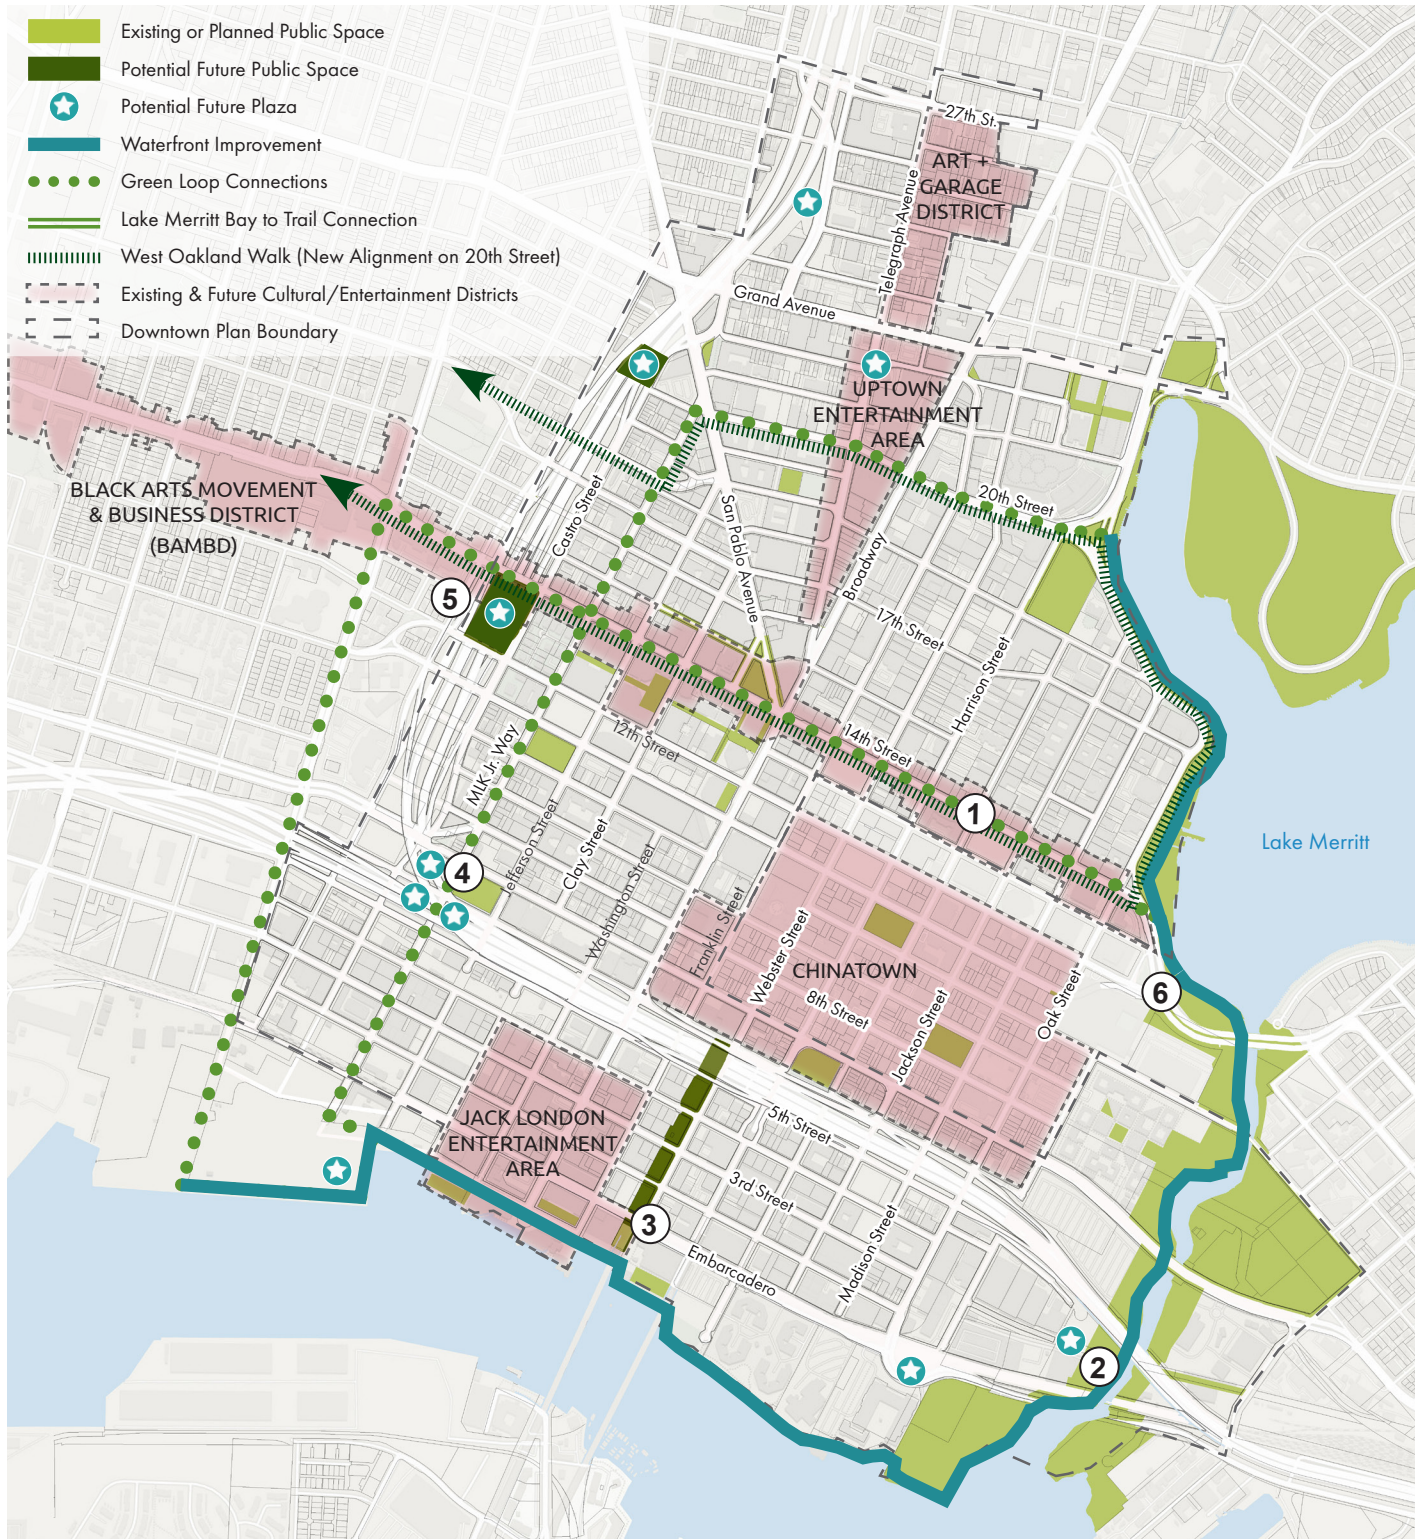 Existing or Planned Public Space
Potential Future Public Space
Potential Future Plaza
Waterfront Improvement
Green Loop Connections
Lake Merritt Bay to Trail Connection
West Oakland Walk (New Alignment on 20th Street)
Existing & Future Cultural/Entertainment Districts
Downtown Plan Boundary
27th St.
ART +
GARAGE
DISTRICT
Telegraph Avenue
Grand Avenue
UPTOWN
ENTERTAINMENT
AREA
BLACK ARTS MOVEMENT
& BUSINESS DISTRICT
(BAMBD)
Castro Street
San Pablo Avenue
20th Street
Broadway
17th Street
Harrison Street
5
12th Street
14th Street
MLK Jr. Way
1
Lake Merritt
Jefferson Street
Clay Street
Washington Street
4
Franklin Street
Webster Street
CHINATOWN
8th Street
Jackson Street
Oak Street
6
JACK LONDON
ENTERTAINMENT
AREA
5th Street
3rd Street
3
Embarcadero
Madison Street
2